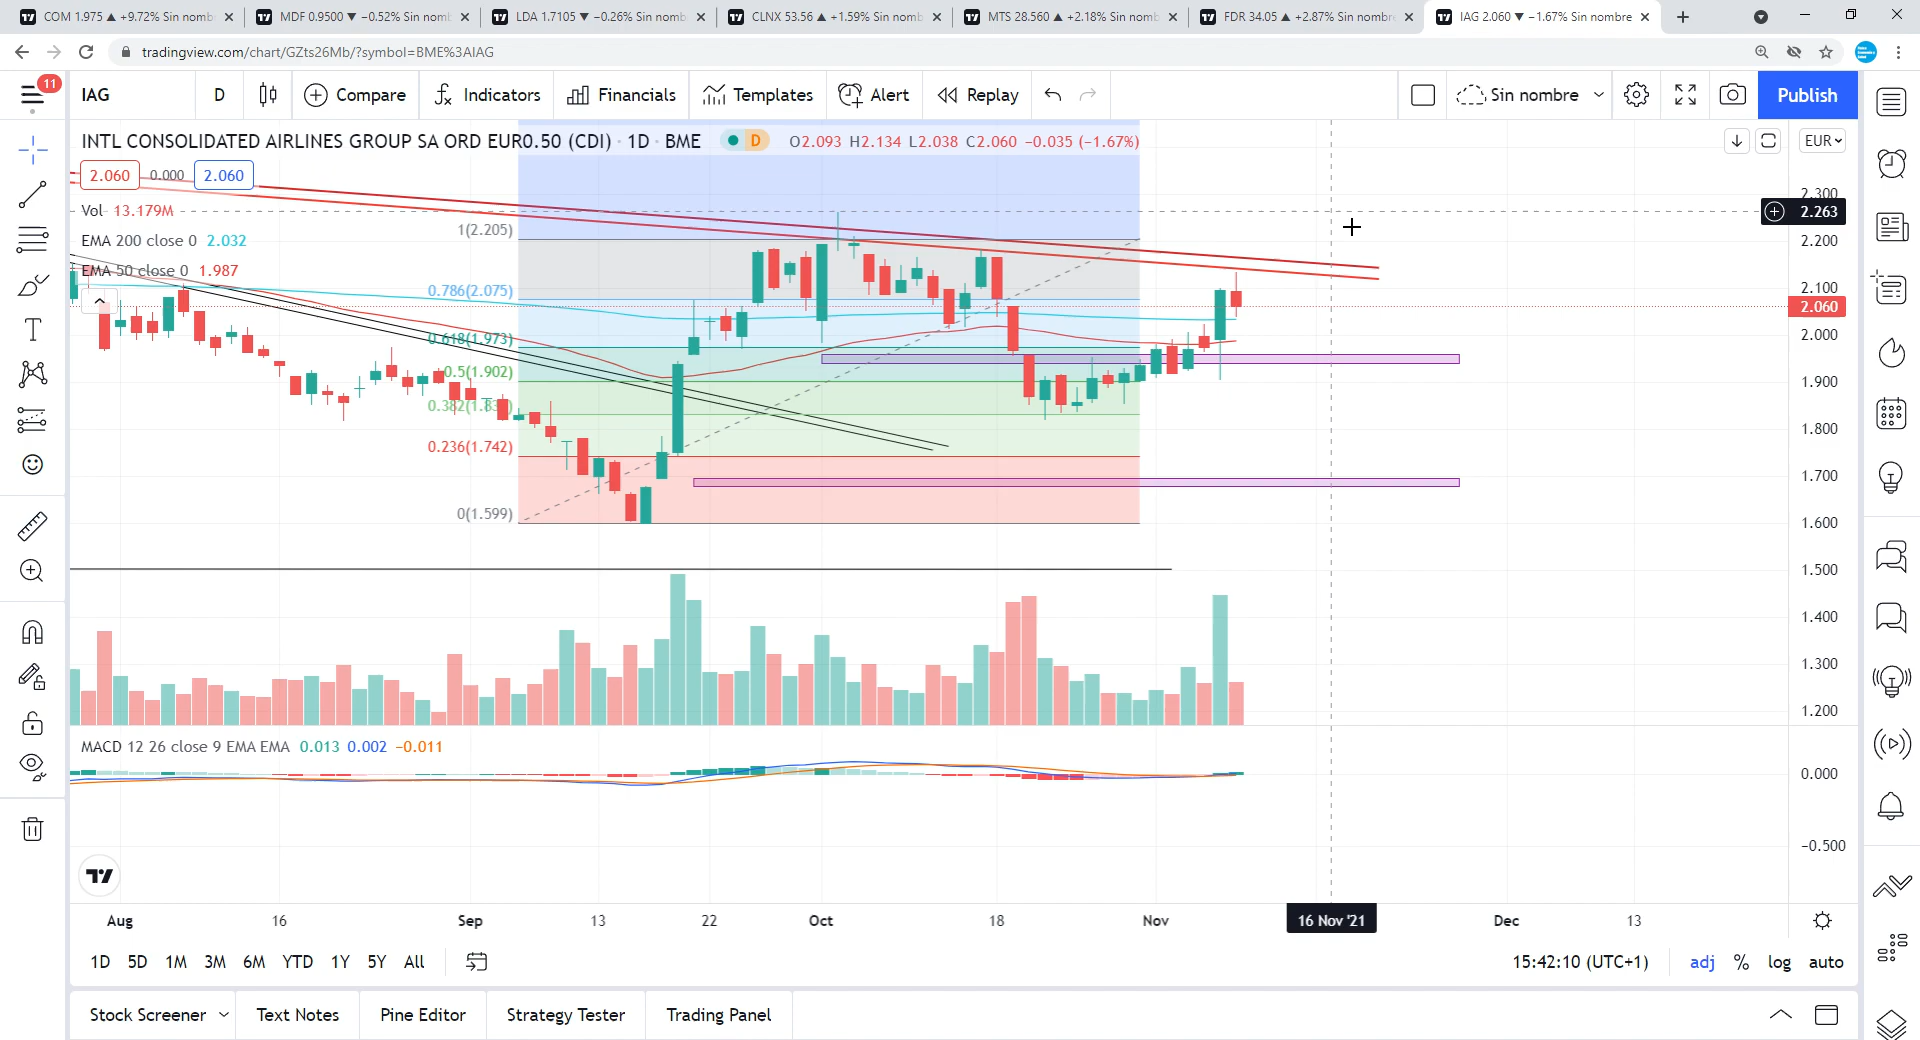 COM 1.975 ▲ +9.72% Sin nomb
MDF 0.9500 ▼ −0.52% Sin nomb
LDA 1.7105 ▼ −0.26% Sin nomb
CLNX 53.56 ▲ +1.59% Sin nomb
MTS 28.560 ▲ +2.18% Sin nomb
FDR 34.05 ▲ +2.87% Sin nombre
IAG 2.060 ▼ −1.67% Sin nombre
tradingview.com/chart/GZts26Mb/?symbol=BME%3AIAG
11
IAG
D
Compare
Indicators
Financials
Templates
Alert
Replay
Sin nombre
Publish
INTL CONSOLIDATED AIRLINES GROUP SA ORD EUR0.50 (CDI) · 1D · BME
D
O2.093 H2.134 L2.038 C2.060 −0.035 (−1.67%)
EUR
2.060 0.000 2.060
Vol 13.179M
EMA 200 close 0 2.032
EMA 50 close 0 1.987
1(2.205)
0.786(2.075)
0.618(1.973)
0.5(1.902)
0.236(1.742)
0(1.599)
2.300
2.263
2.200
2.100
2.060
2.000
1.900
1.800
1.700
1.600
1.500
1.400
1.300
1.200
MACD 12 26 close 9 EMA EMA 0.013 0.002 −0.011
0.000
−0.500
Aug 16 Sep 13 22 Oct 18 Nov 16 Nov '21 Dec 13
1D 5D 1M 3M 6M YTD 1Y 5Y All
15:42:10 (UTC+1)
adj % log auto
Stock Screener
Text Notes
Pine Editor
Strategy Tester
Trading Panel